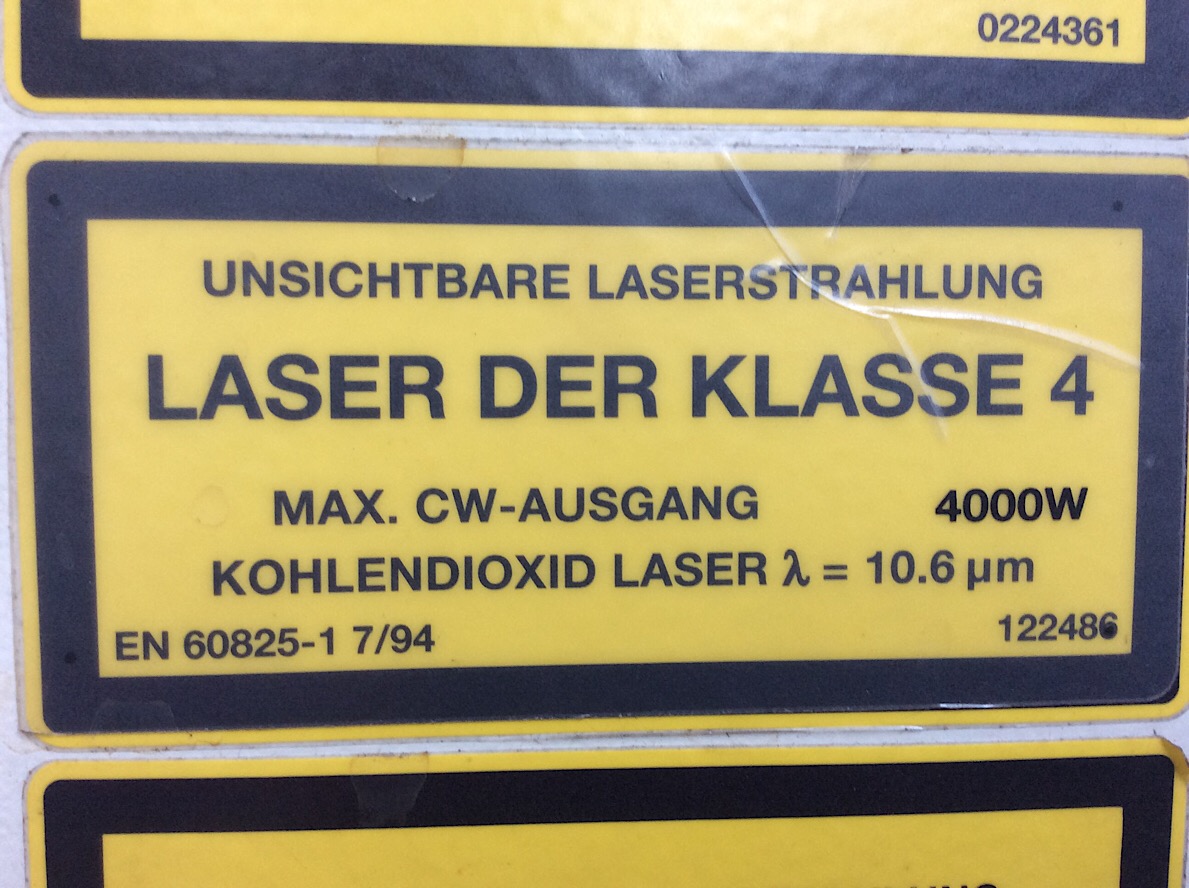 0224361
UNSICHTBARE LASERSTRAHLUNG
LASER DER KLASSE 4
MAX. CW-AUSGANG 4000W
KOHLENDIOXID LASER λ = 10.6 µm
EN 60825-1 7/94 122486